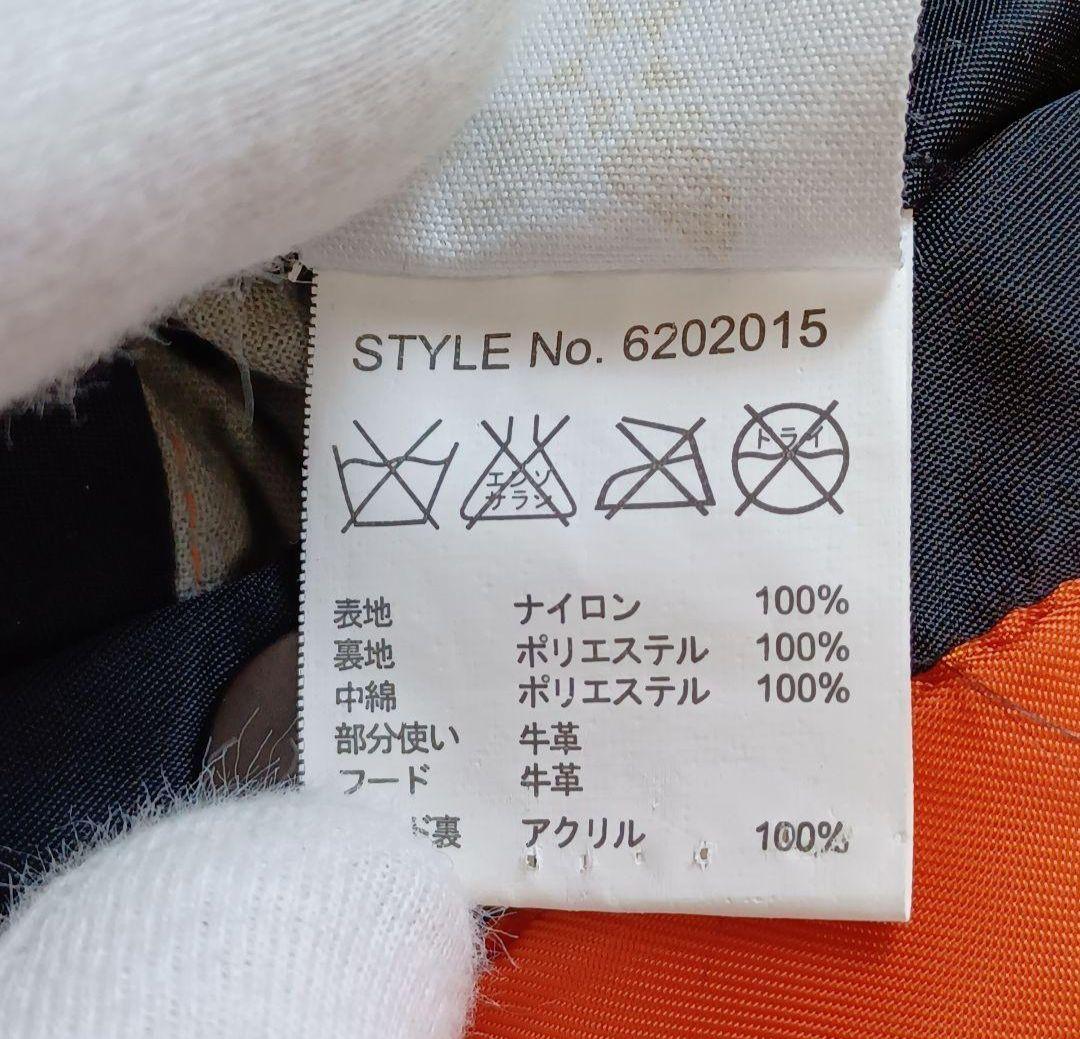 STYLE No. 6202015
エンソ サラシ ドライ
表地 ナイロン 100%
裏地 ポリエステル 100%
中綿 ポリエステル 100%
部分使い 牛革
フード 牛革
裏 アクリル 100%